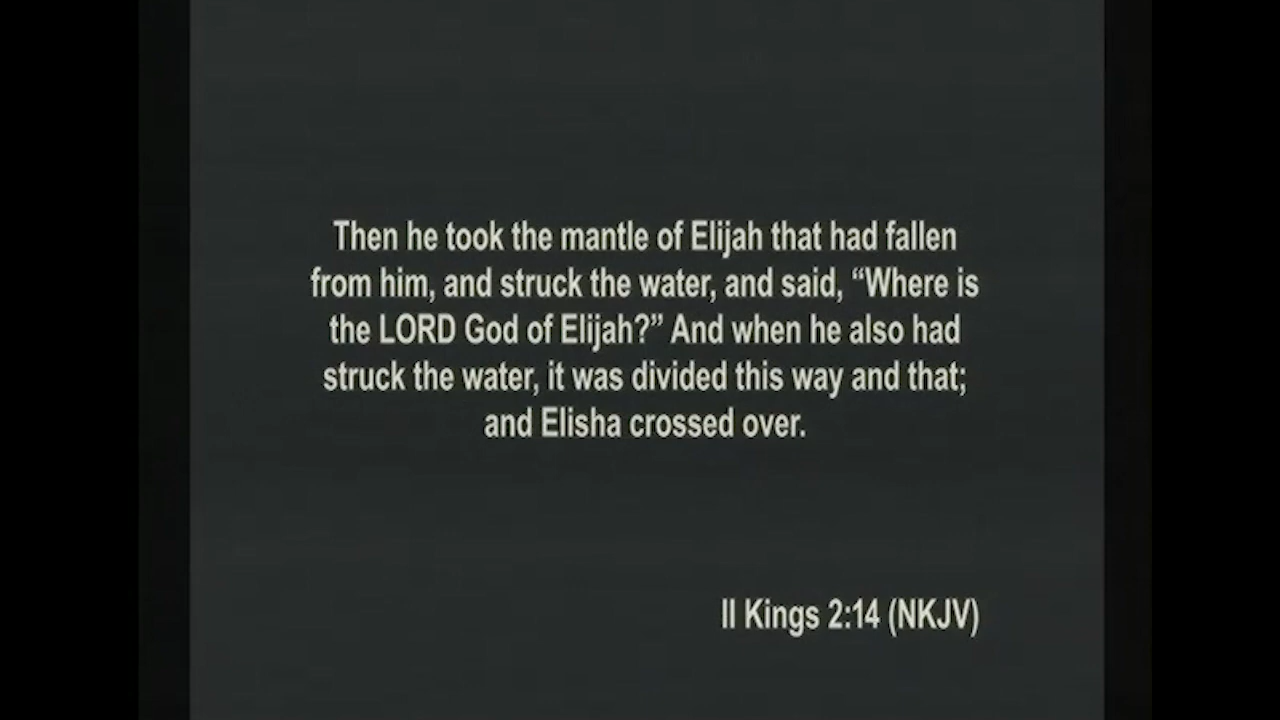 Then he took the mantle of Elijah that had fallen
from him, and struck the water, and said, “Where is
the LORD God of Elijah?” And when he also had
struck the water, it was divided this way and that;
and Elisha crossed over.
II Kings 2:14 (NKJV)